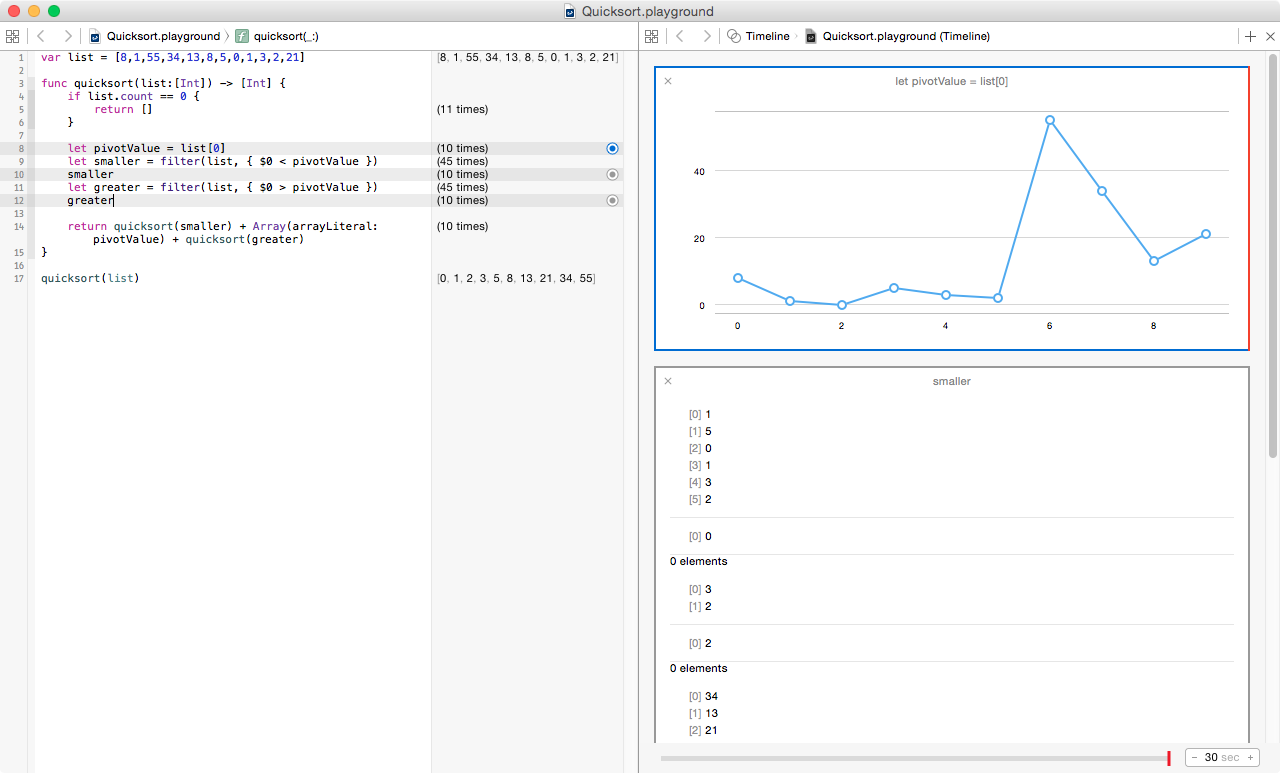 Quicksort.playground
Quicksort.playground
quicksort(_:)
1 var list = [8,1,55,34,13,8,5,0,1,3,2,21]
2
3 func quicksort(list:[Int]) -> [Int] {
4 if list.count == 0 {
5 return []
6 }
7
8 let pivotValue = list[0]
9 let smaller = filter(list, { $0 < pivotValue })
10 smaller
11 let greater = filter(list, { $0 > pivotValue })
12 greater
13
14 return quicksort(smaller) + Array(arrayLiteral:
pivotValue) + quicksort(greater)
15 }
16
17 quicksort(list)
[8, 1, 55, 34, 13, 8, 5, 0, 1, 3, 2, 21]
(11 times)
(10 times)
(45 times)
(10 times)
(45 times)
(10 times)
(10 times)
[0, 1, 2, 3, 5, 8, 13, 21, 34, 55]
Timeline
Quicksort.playground (Timeline)
let pivotValue = list[0]
40
20
0
0 2 4 6 8
smaller
[0] 1
[1] 5
[2] 0
[3] 1
[4] 3
[5] 2
[0] 0
0 elements
[0] 3
[1] 2
[0] 2
0 elements
[0] 34
[1] 13
[2] 21
− 30 sec +